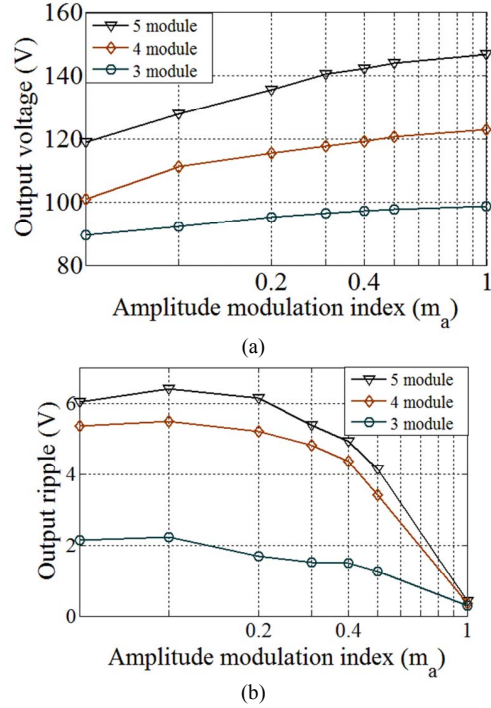 160
140
120
100
80
Output voltage (V)
5 module
4 module
3 module
0.2
0.4
1
Amplitude modulation index (m_a)
(a)
6
4
2
0
Output ripple (V)
5 module
4 module
3 module
0.2
0.4
1
Amplitude modulation index (m_a)
(b)